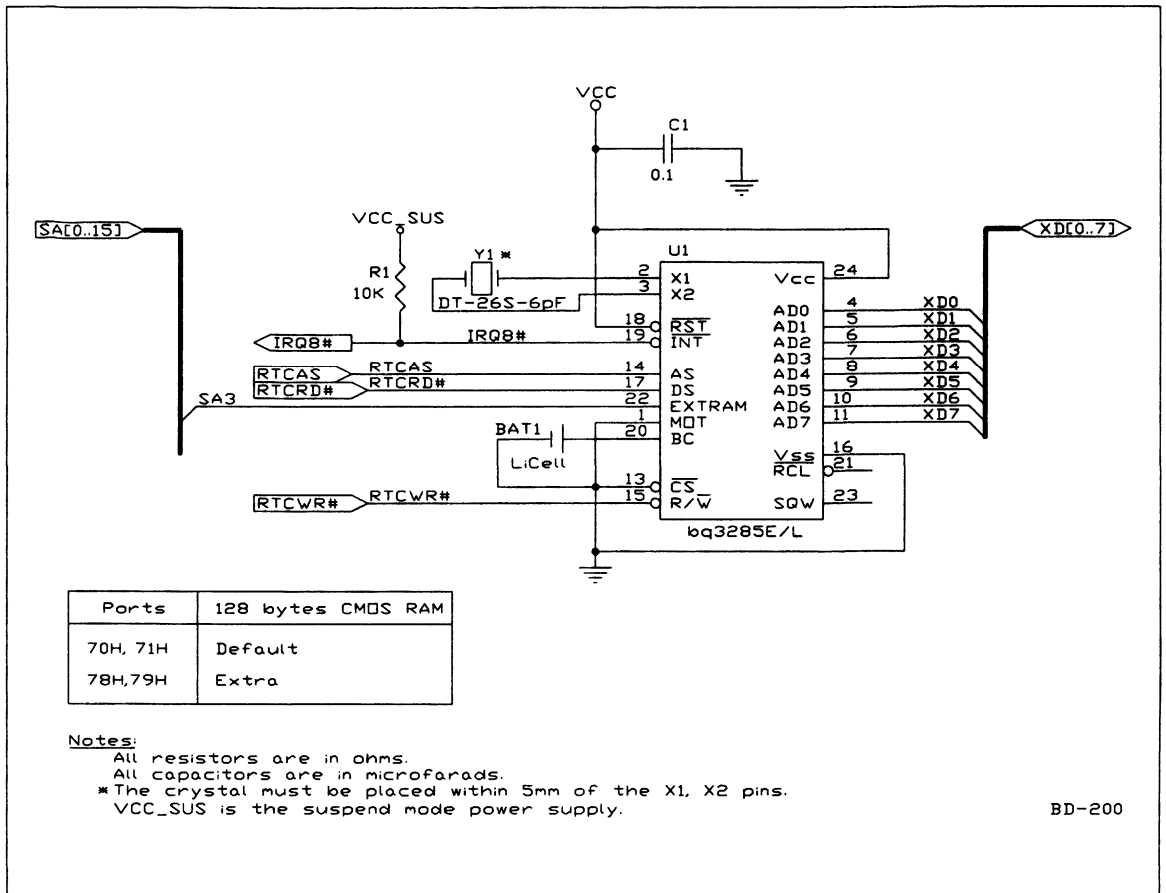 VCC
C1
0.1
SA[0..15]
VCC_SUS
XD[0..7]
R1
10K
Y1 *
DT-26S-6pF
U1
2 X1
3 X2
18 RST
19 INT
14 AS
17 DS
22 EXTRAM
1 MOT
20 BC
13 CS
15 R/W
Vcc 24
AD0 4 XD0
AD1 5 XD1
AD2 6 XD2
AD3 7 XD3
AD4 8 XD4
AD5 9 XD5
AD6 10 XD6
AD7 11 XD7
Vss 16
RCL 21
SQW 23
bq3285E/L
IRQ8# IRQ8#
RTCAS RTCAS
RTCRD# RTCRD#
SA3
BAT1
LiCell
RTCWR# RTCWR#
Ports 128 bytes CMOS RAM
70H, 71H Default
78H,79H Extra
Notes:
All resistors are in ohms.
All capacitors are in microfarads.
* The crystal must be placed within 5mm of the X1, X2 pins.
VCC_SUS is the suspend mode power supply.
BD-200